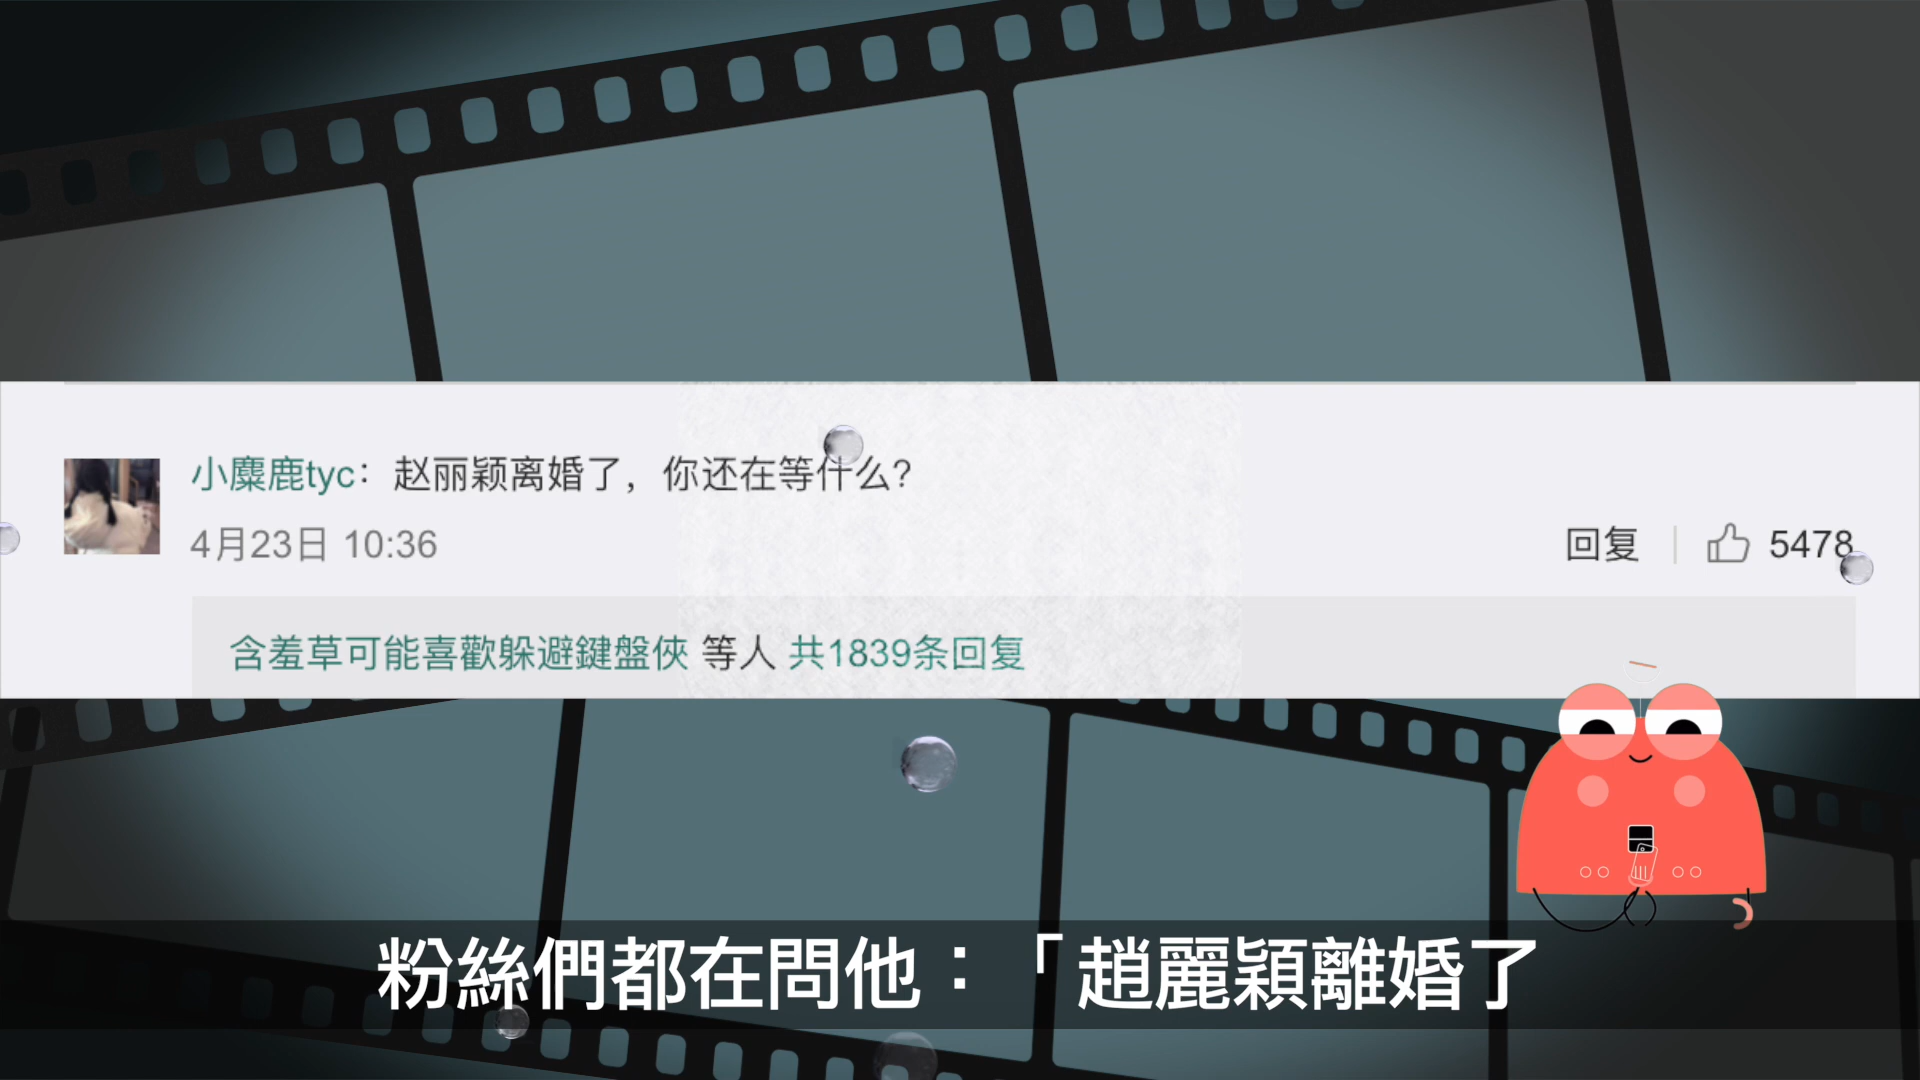 小麋鹿tyc：赵丽颖离婚了，你还在等什么？
4月23日 10:36
回复
5478
含羞草可能喜歡躲避鍵盤俠 等人 共1839条回复
粉絲們都在問他：「趙麗穎離婚了